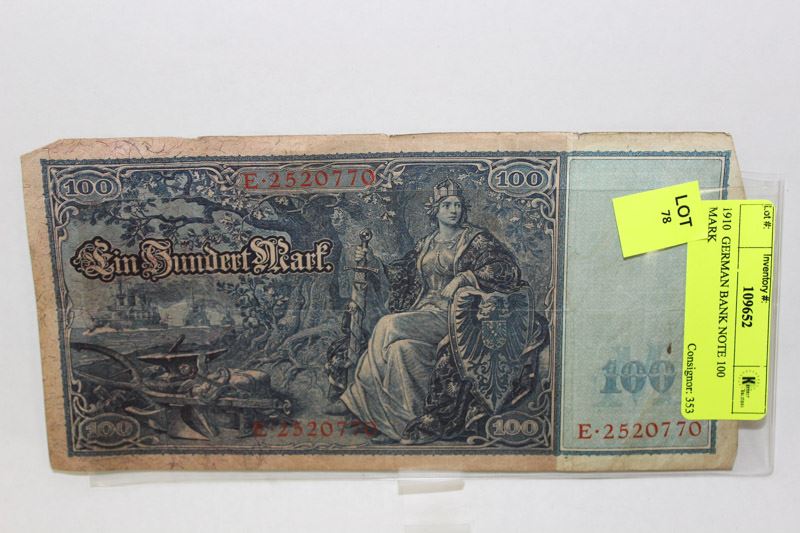 100
E·2520770
100
Ein Hundert Mark.
100
E·2520770
100
100
E·2520770
LOT
78
1910 GERMAN BANK NOTE 100
MARK
Consignor: 353
Lot #:
Inventory #:
109652